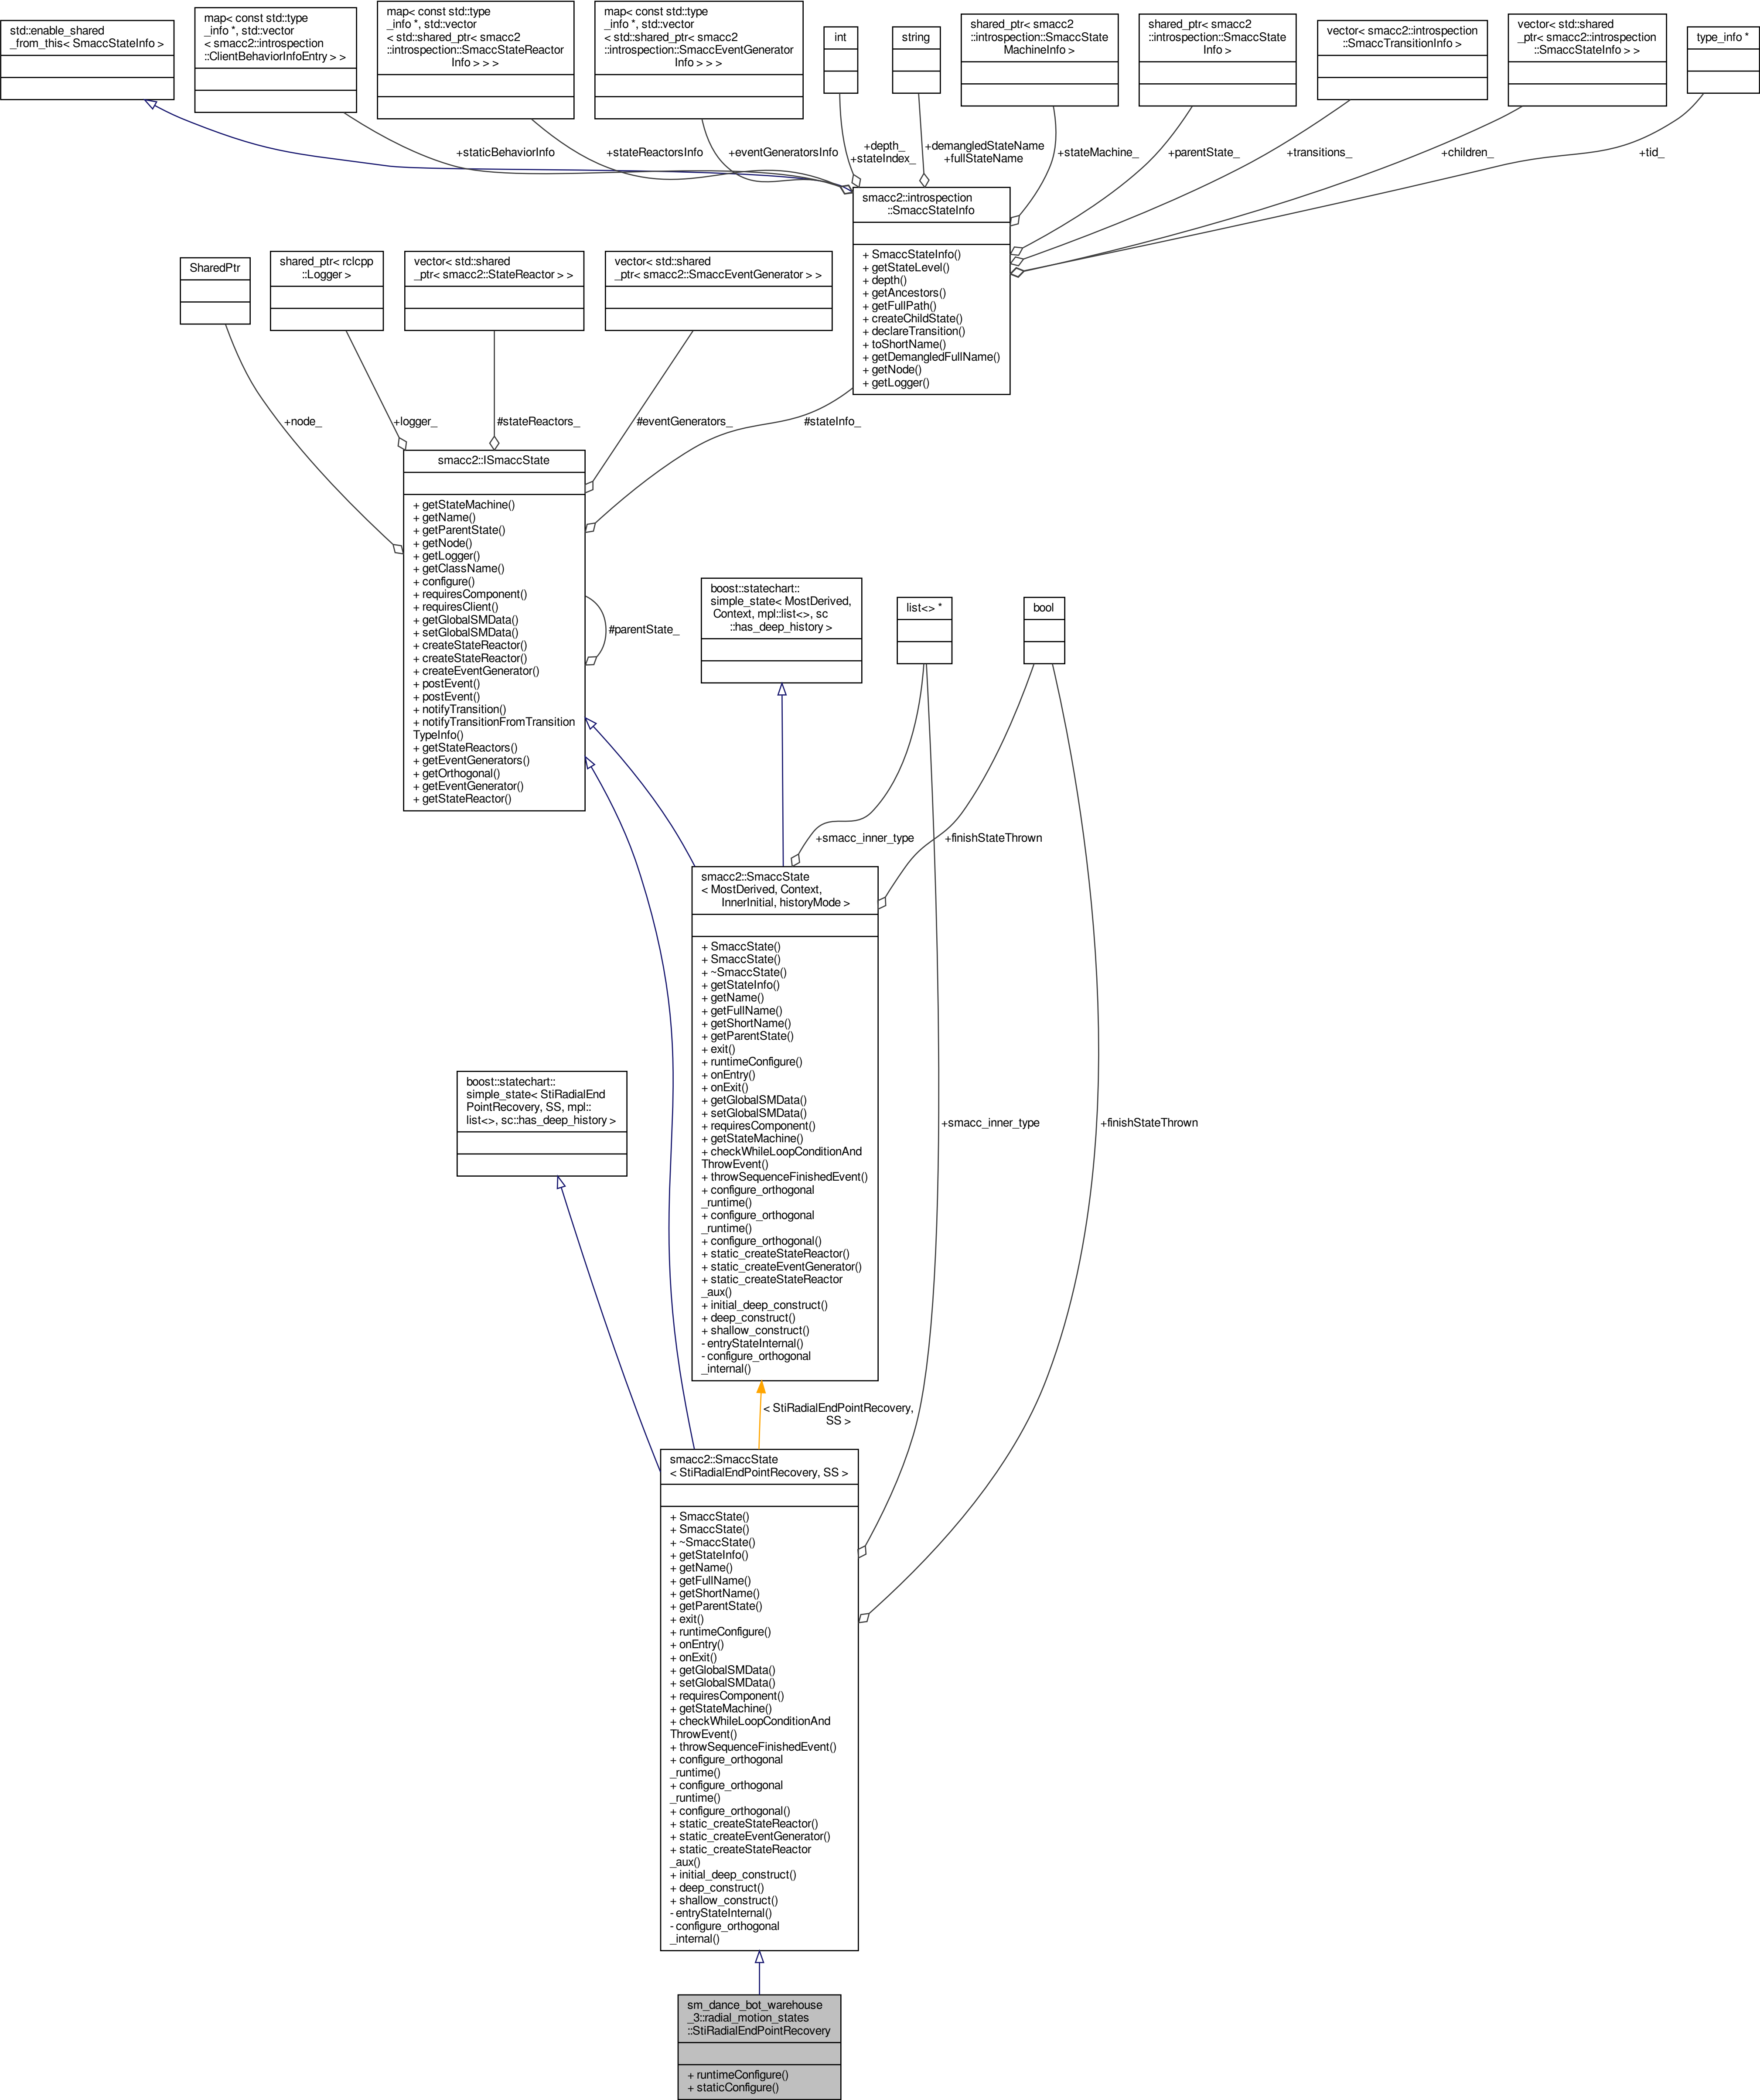 std::enable_shared
_from_this< SmaccStateInfo >
map< const std::type
_info *, std::vector
< smacc2::introspection
::ClientBehaviorInfoEntry > >
map< const std::type
_info *, std::vector
< std::shared_ptr< smacc2
::introspection::SmaccStateReactor
Info > > >
map< const std::type
_info *, std::vector
< std::shared_ptr< smacc2
::introspection::SmaccEventGenerator
Info > > >
int
string
shared_ptr< smacc2
::introspection::SmaccState
MachineInfo >
shared_ptr< smacc2
::introspection::SmaccState
Info >
vector< smacc2::introspection
::SmaccTransitionInfo >
vector< std::shared
_ptr< smacc2::introspection
::SmaccStateInfo > >
type_info *
+staticBehaviorInfo
+stateReactorsInfo
+eventGeneratorsInfo
+depth_
+stateIndex_
+demangledStateName
+fullStateName
+stateMachine_
+parentState_
+transitions_
+children_
+tid_
smacc2::introspection
::SmaccStateInfo
+ SmaccStateInfo()
+ getStateLevel()
+ depth()
+ getAncestors()
+ getFullPath()
+ createChildState()
+ declareTransition()
+ toShortName()
+ getDemangledFullName()
+ getNode()
+ getLogger()
SharedPtr
shared_ptr< rclcpp
::Logger >
vector< std::shared
_ptr< smacc2::StateReactor > >
vector< std::shared
_ptr< smacc2::SmaccEventGenerator > >
+node_
+logger_
#stateReactors_
#eventGenerators_
#stateInfo_
smacc2::ISmaccState
+ getStateMachine()
+ getName()
+ getParentState()
+ getNode()
+ getLogger()
+ getClassName()
+ configure()
+ requiresComponent()
+ requiresClient()
+ getGlobalSMData()
+ setGlobalSMData()
+ createStateReactor()
+ createStateReactor()
+ createEventGenerator()
+ postEvent()
+ postEvent()
+ notifyTransition()
+ notifyTransitionFromTransition
TypeInfo()
+ getStateReactors()
+ getEventGenerators()
+ getOrthogonal()
+ getEventGenerator()
+ getStateReactor()
#parentState_
boost::statechart::
simple_state< MostDerived,
Context, mpl::list<>, sc
::has_deep_history >
list<> *
bool
+smacc_inner_type
+finishStateThrown
smacc2::SmaccState
< MostDerived, Context,
InnerInitial, historyMode >
+ SmaccState()
+ SmaccState()
+ ~SmaccState()
+ getStateInfo()
+ getName()
+ getFullName()
+ getShortName()
+ getParentState()
+ exit()
+ runtimeConfigure()
+ onEntry()
+ onExit()
+ getGlobalSMData()
+ setGlobalSMData()
+ requiresComponent()
+ getStateMachine()
+ checkWhileLoopConditionAnd
ThrowEvent()
+ throwSequenceFinishedEvent()
+ configure_orthogonal
_runtime()
+ configure_orthogonal
_runtime()
+ configure_orthogonal()
+ static_createStateReactor()
+ static_createEventGenerator()
+ static_createStateReactor
_aux()
+ initial_deep_construct()
+ deep_construct()
+ shallow_construct()
- entryStateInternal()
- configure_orthogonal
_internal()
boost::statechart::
simple_state< StiRadialEnd
PointRecovery, SS, mpl::
list<>, sc::has_deep_history >
+smacc_inner_type
+finishStateThrown
< StiRadialEndPointRecovery,
SS >
smacc2::SmaccState
< StiRadialEndPointRecovery, SS >
+ SmaccState()
+ SmaccState()
+ ~SmaccState()
+ getStateInfo()
+ getName()
+ getFullName()
+ getShortName()
+ getParentState()
+ exit()
+ runtimeConfigure()
+ onEntry()
+ onExit()
+ getGlobalSMData()
+ setGlobalSMData()
+ requiresComponent()
+ getStateMachine()
+ checkWhileLoopConditionAnd
ThrowEvent()
+ throwSequenceFinishedEvent()
+ configure_orthogonal
_runtime()
+ configure_orthogonal
_runtime()
+ configure_orthogonal()
+ static_createStateReactor()
+ static_createEventGenerator()
+ static_createStateReactor
_aux()
+ initial_deep_construct()
+ deep_construct()
+ shallow_construct()
- entryStateInternal()
- configure_orthogonal
_internal()
sm_dance_bot_warehouse
_3::radial_motion_states
::StiRadialEndPointRecovery
+ runtimeConfigure()
+ staticConfigure()